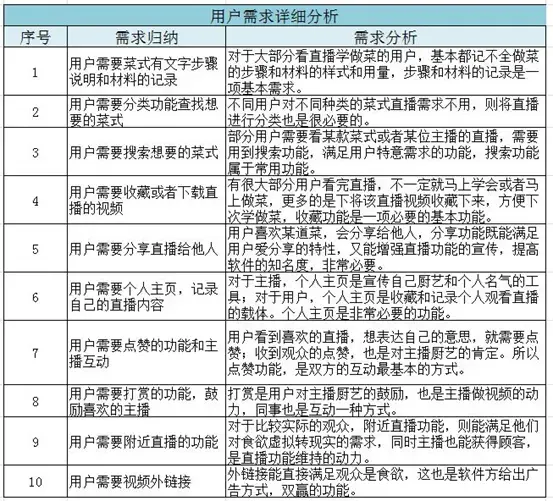 用户需求详细分析
序号 需求归纳 需求分析
1 用户需要菜式有文字步骤说明和材料的记录 对于大部分看直播学做菜的用户，基本都记不全做菜的步骤和材料的样式和用量，步骤和材料的记录是一项基本需求。
2 用户需要分类功能查找想要的菜式 不同用户对不同种类的菜式直播需求不用，则将直播进行分类也是很必要的。
3 用户需要搜索想要的菜式 部分用户需要看某款菜式或者某位主播的直播，需要用到搜索功能，满足用户特意需求的功能，搜索功能属于常用功能。
4 用户需要收藏或者下载直播的视频 有很大部分用户看完直播，不一定就马上学会或者马上做菜，更多的是下将该直播视频收藏下来，方便下次学做菜，收藏功能是一项必要的基本功能。
5 用户需要分享直播给他人 用户喜欢某道菜，会分享给他人，分享功能既能满足用户爱分享的特性，又能增强直播功能的宣传，提高软件的知名度，非常必要。
6 用户需要个人主页，记录自己的直播内容 对于主播，个人主页是宣传自己厨艺和个人名气的工具；对于用户，个人主页是收藏和记录个人观看直播的载体。个人主页是非常必要的功能。
7 用户需要点赞的功能和主播互动 用户看到喜欢的直播，想表达自己的意思，就需要点赞；收到观众的点赞，也是对主播厨艺的肯定。所以点赞功能，是双方的互动最基本的方式。
8 用户需要打赏的功能，鼓励喜欢的主播 打赏是用户对主播厨艺的鼓励，也是主播做视频的动力，同事也是互动一种方式。
9 用户需要附近直播的功能 对于比较实际的观众，附近直播功能，则能满足他们对食欲虚拟转现实的需求，同时主播也能获得顾客，是直播功能维持的动力。
10 用户需要视频外链接 外链接能直接满足观众是食欲，这也是软件方给出广告方式，双赢的功能。